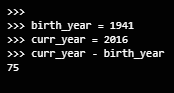 >>>
>>> birth_year = 1941
>>> curr_year = 2016
>>> curr_year - birth_year
75